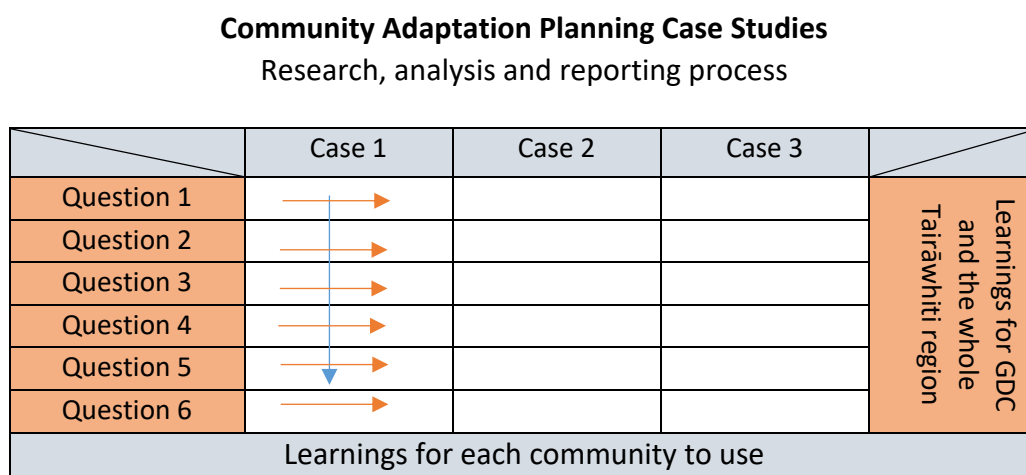 Community Adaptation Planning Case Studies
Research, analysis and reporting process
Case 1 Case 2 Case 3
Question 1
Question 2
Question 3
Question 4
Question 5
Question 6
Learnings for GDC
and the whole
Tairāwhiti region
Learnings for each community to use